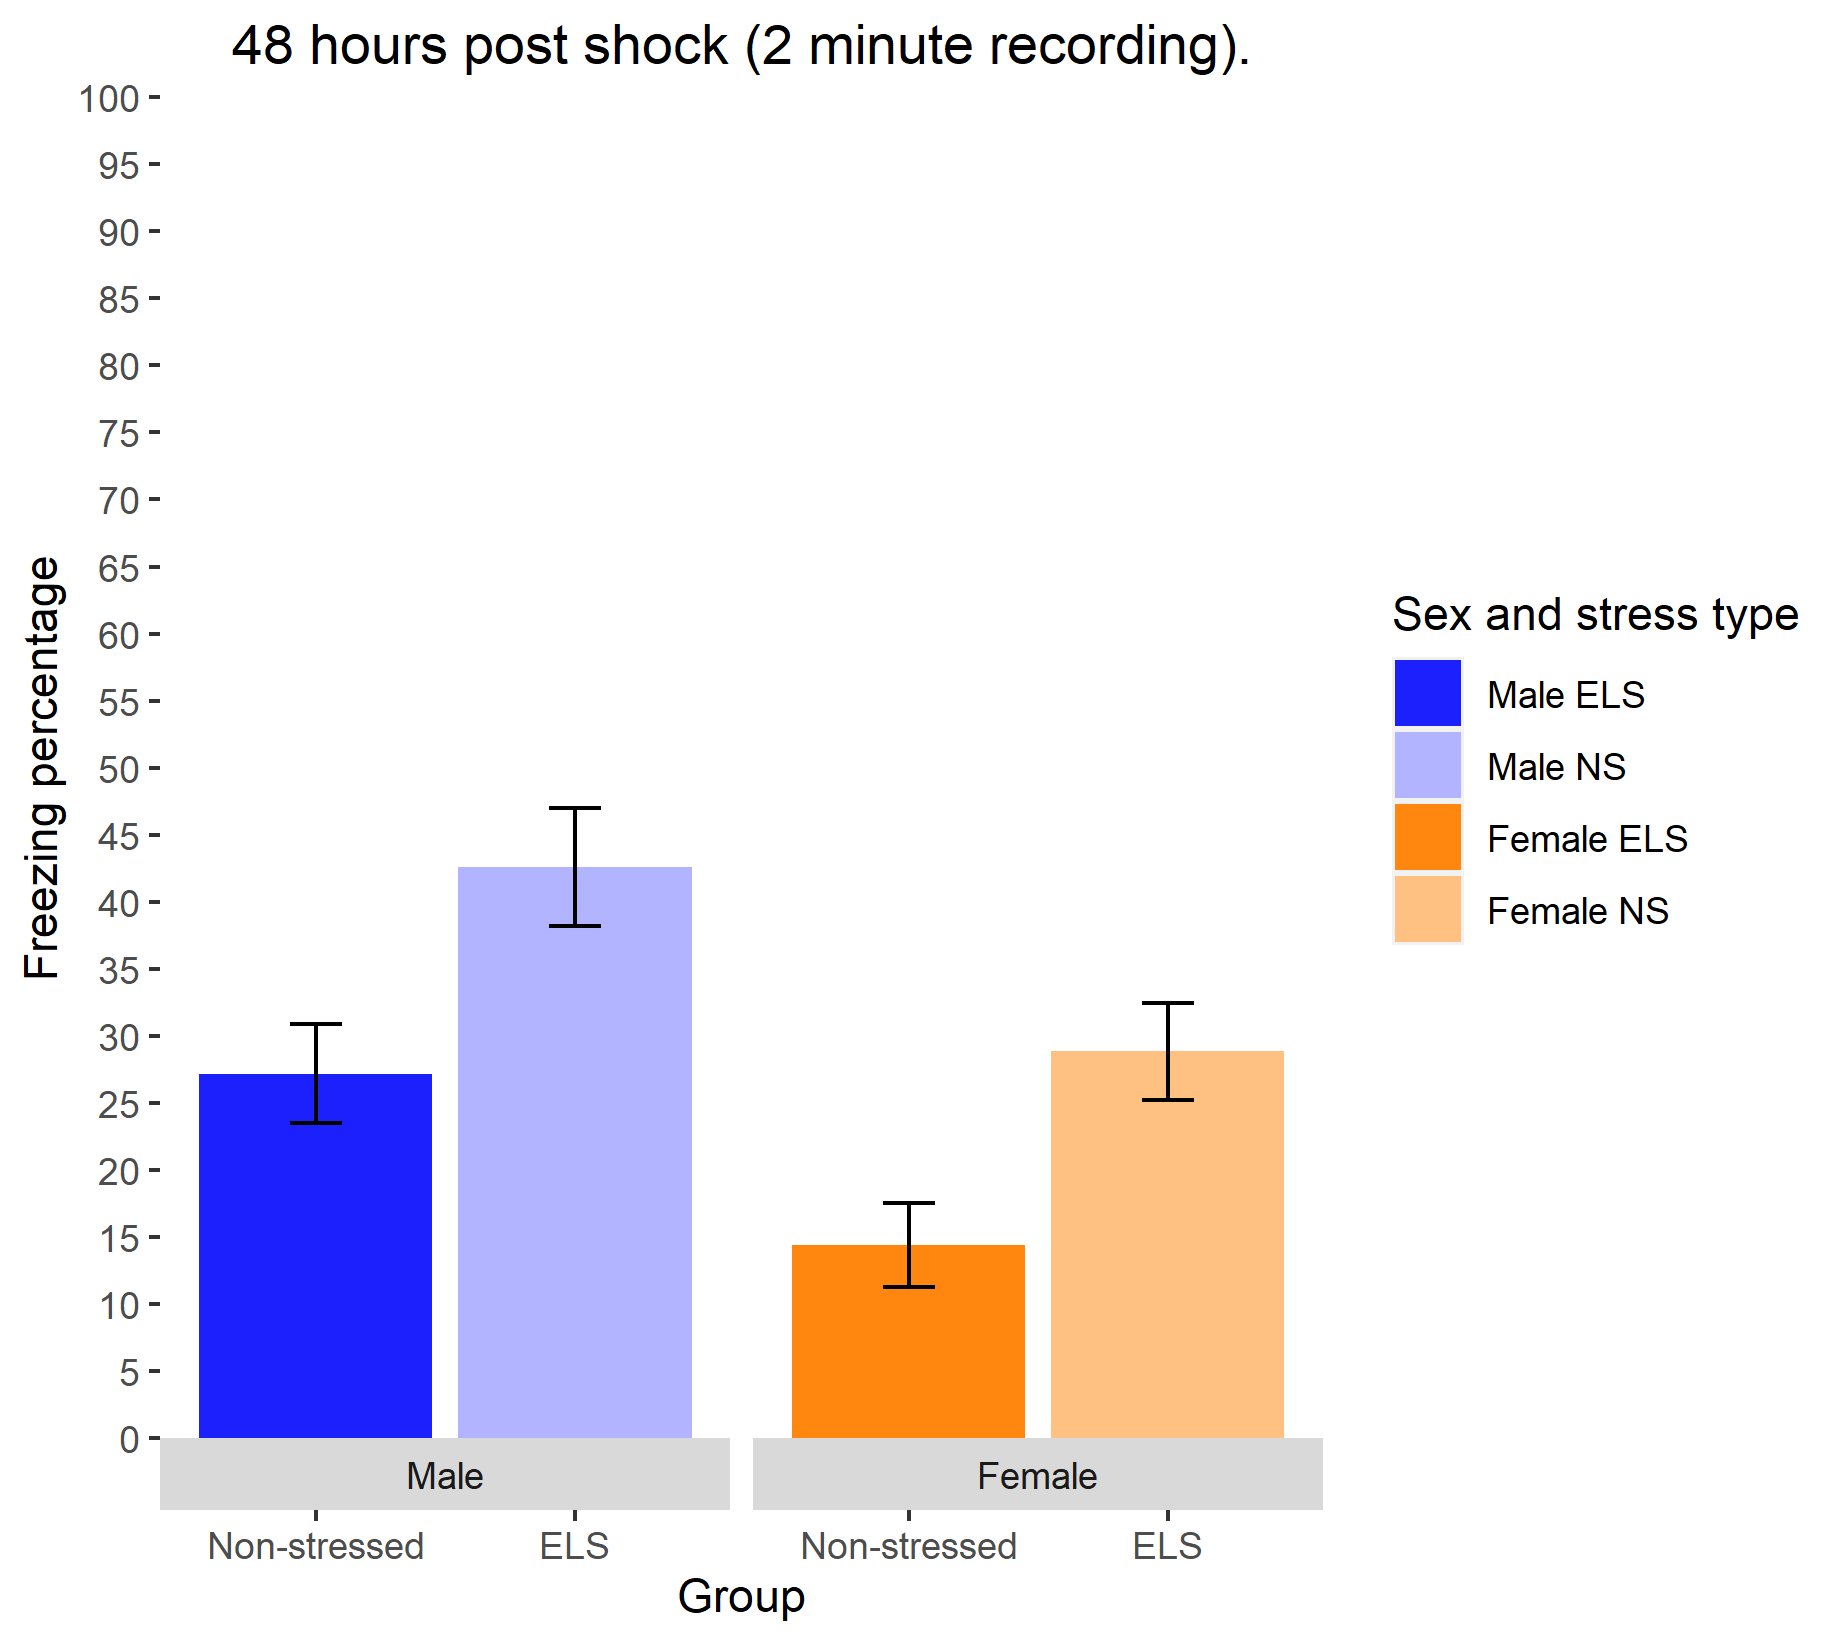 48 hours post shock (2 minute recording).
100
95
90
85
80
75
70
65
60
55
50
45
40
35
30
25
20
15
10
5
0
Freezing percentage
Male
Female
Non-stressed
ELS
Non-stressed
ELS
Group
Sex and stress type
Male ELS
Male NS
Female ELS
Female NS